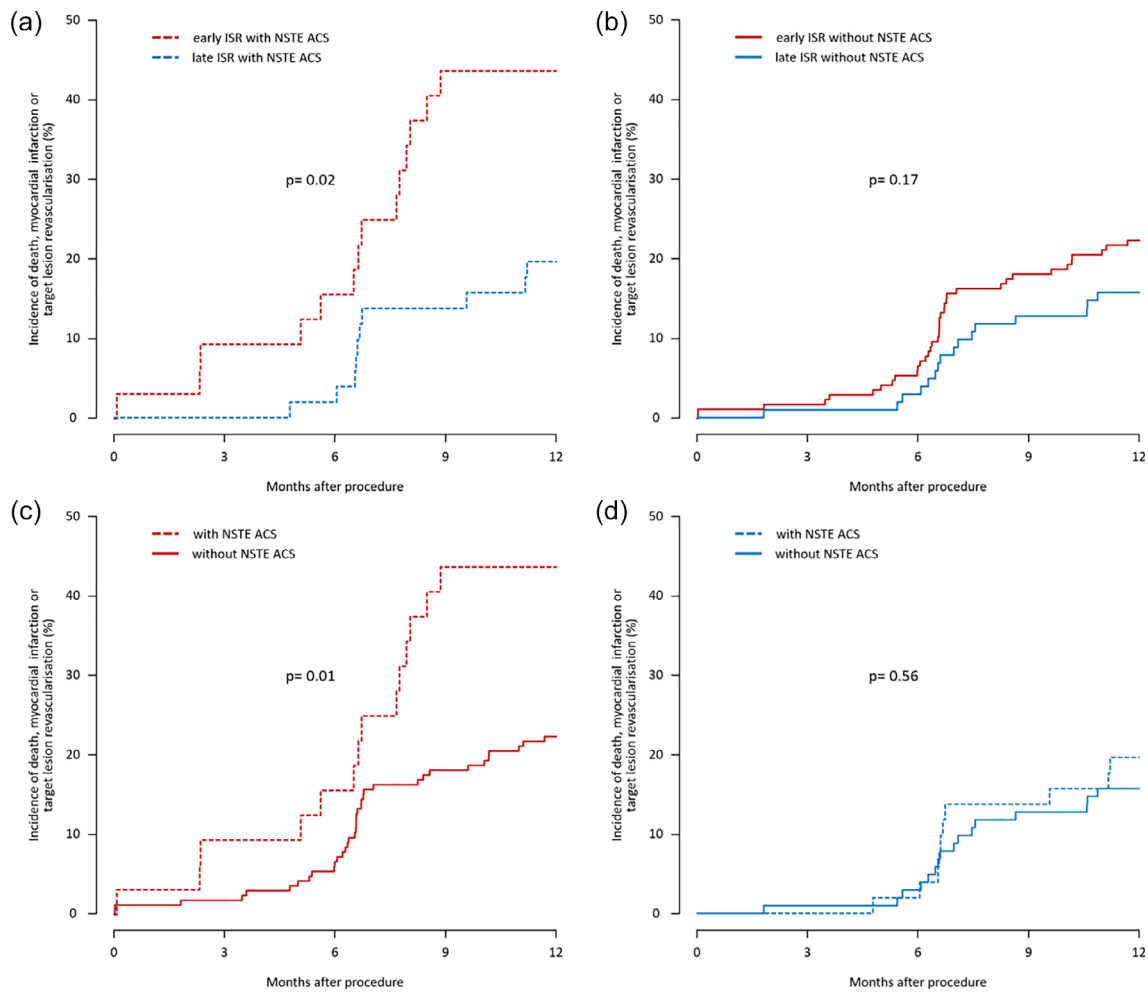 (a)
early ISR with NSTE ACS
late ISR with NSTE ACS
p= 0.02
Incidence of death, myocardial infarction or
target lesion revascularisation (%)
50
40
30
20
10
0
0 3 6 9 12
Months after procedure
(b)
early ISR without NSTE ACS
late ISR without NSTE ACS
p= 0.17
Incidence of death, myocardial infarction or
target lesion revascularisation (%)
50
40
30
20
10
0
0 3 6 9 12
Months after procedure
(c)
with NSTE ACS
without NSTE ACS
p= 0.01
Incidence of death, myocardial infarction or
target lesion revascularisation (%)
50
40
30
20
10
0
0 3 6 9 12
Months after procedure
(d)
with NSTE ACS
without NSTE ACS
p= 0.56
Incidence of death, myocardial infarction or
target lesion revascularisation (%)
50
40
30
20
10
0
0 3 6 9 12
Months after procedure